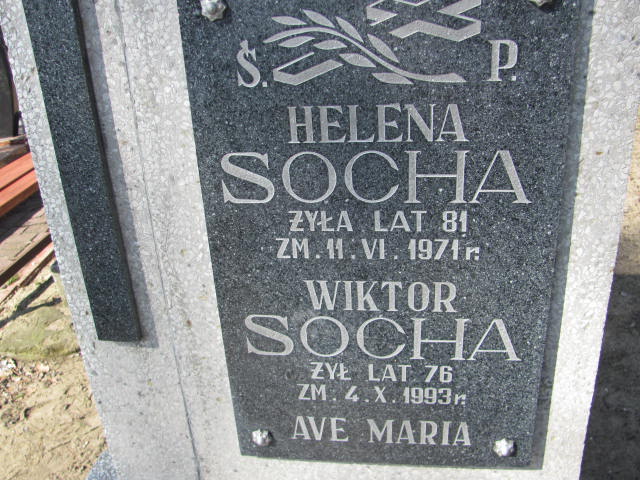 Ś. P.
HELENA
SOCHA
ŻYŁA LAT 81
ZM. 11. VI. 1971 r.
WIKTOR
SOCHA
ŻYŁ LAT 76
ZM. 4. X. 1993 r.
AVE MARIA